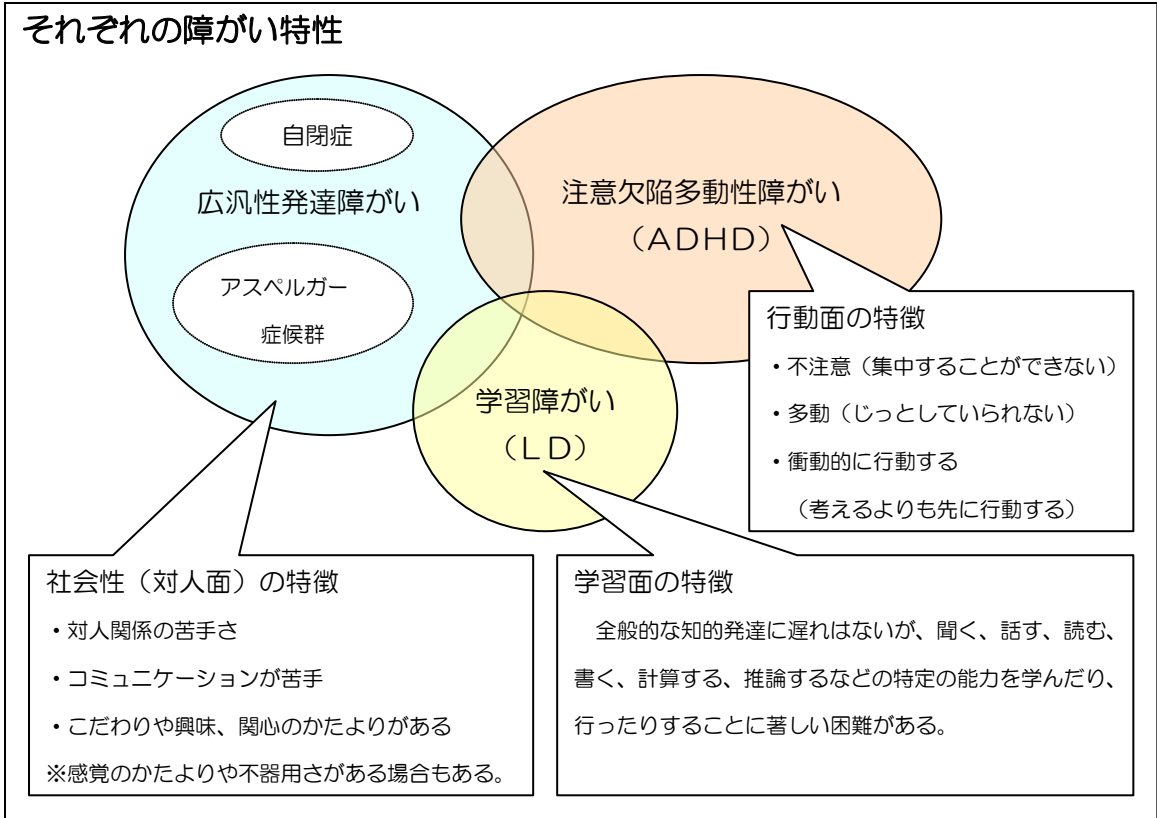 それぞれの障がい特性
自閉症
広汎性発達障がい
アスペルガー
症候群
注意欠陥多動性障がい
（ＡＤＨＤ）
学習障がい
（ＬＤ）
行動面の特徴
・不注意（集中することができない）
・多動（じっとしていられない）
・衝動的に行動する
（考えるよりも先に行動する）
社会性（対人面）の特徴
・対人関係の苦手さ
・コミュニケーションが苦手
・こだわりや興味、関心のかたよりがある
※感覚のかたよりや不器用さがある場合もある。
学習面の特徴
全般的な知的発達に遅れはないが、聞く、話す、読む、
書く、計算する、推論するなどの特定の能力を学んだり、
行ったりすることに著しい困難がある。